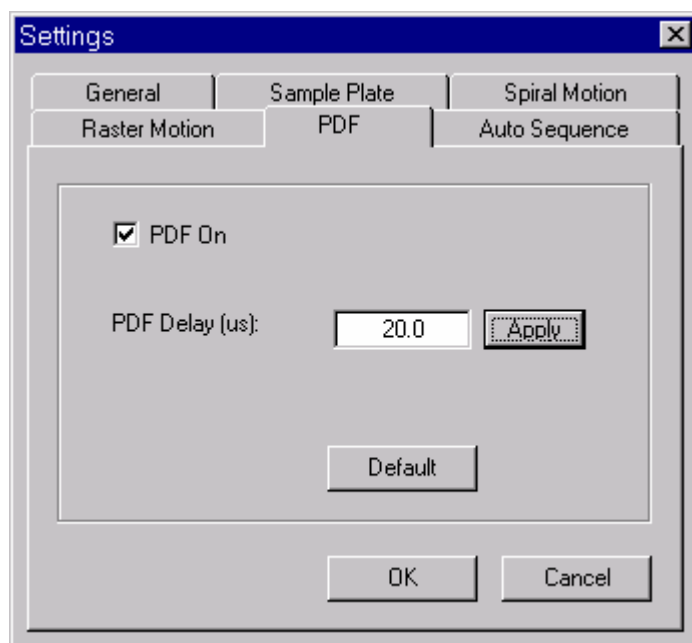 Settings
General Sample Plate Spiral Motion
Raster Motion PDF Auto Sequence
PDF On
PDF Delay (us): 20.0 Apply
Default
OK Cancel